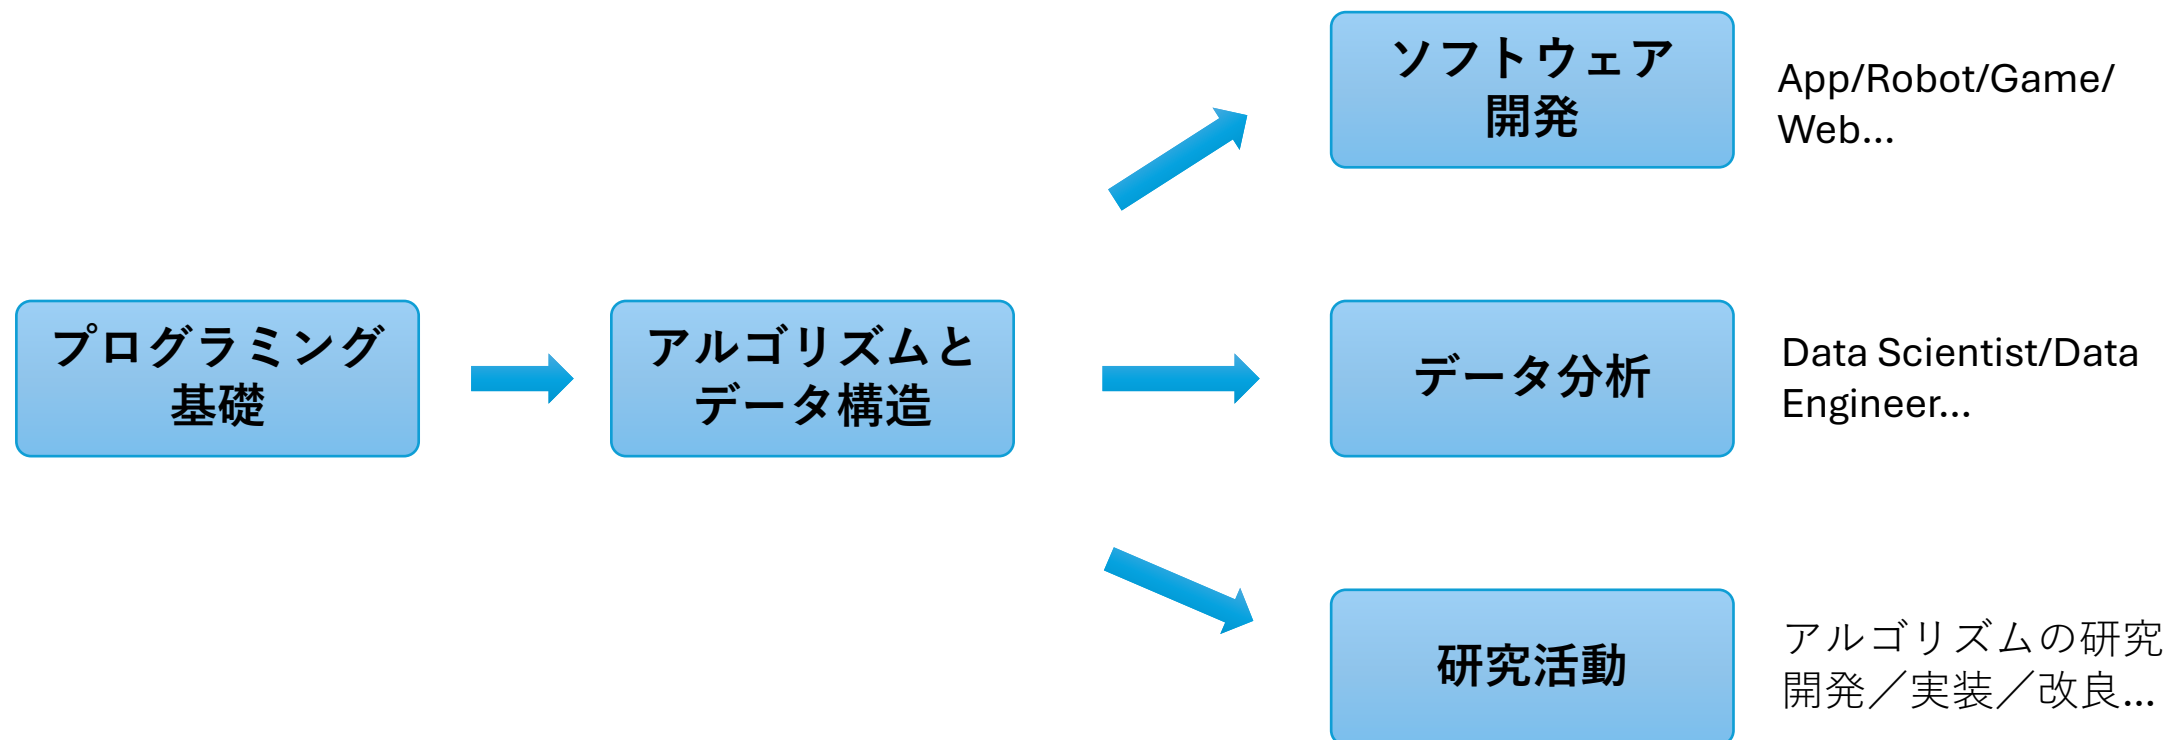 プログラミング
基礎
アルゴリズムと
データ構造
ソフトウェア
開発
App/Robot/Game/
Web...
データ分析
Data Scientist/Data
Engineer...
研究活動
アルゴリズムの研究
開発／実装／改良...